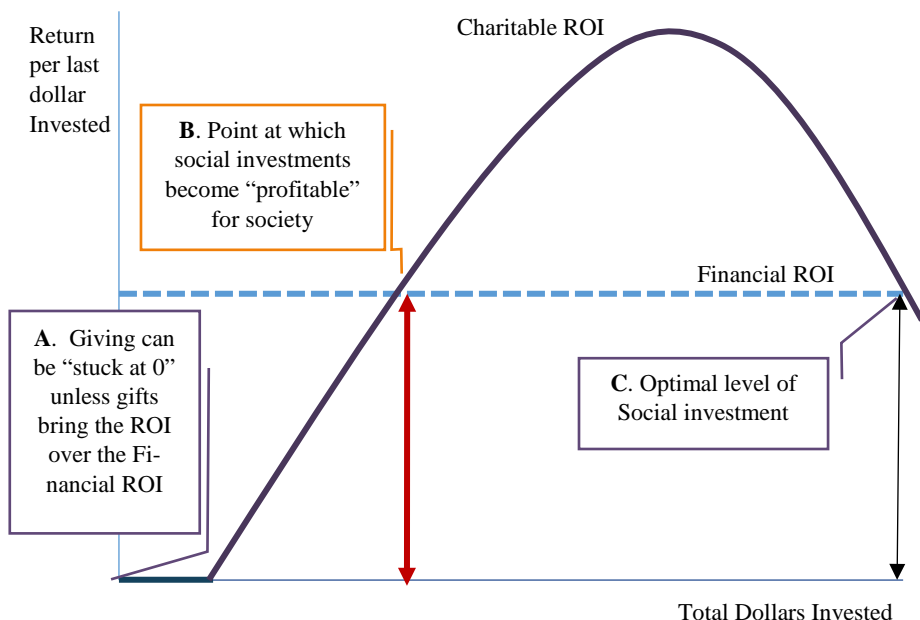 Return
per last
dollar
Invested
Charitable ROI
B. Point at which
social investments
become “profitable”
for society
Financial ROI
A.  Giving can
be “stuck at 0”
unless gifts
bring the ROI
over the Fi-
nancial ROI
C. Optimal level of
Social investment
Total Dollars Invested